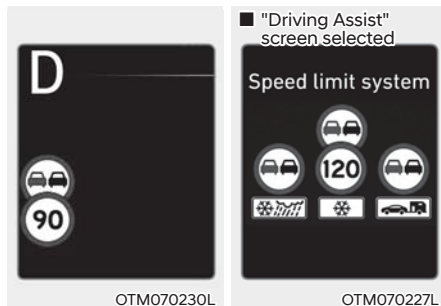 ■ "Driving Assist"
screen selected
D
90
Speed limit system
120
OTM070230L
OTM070227L